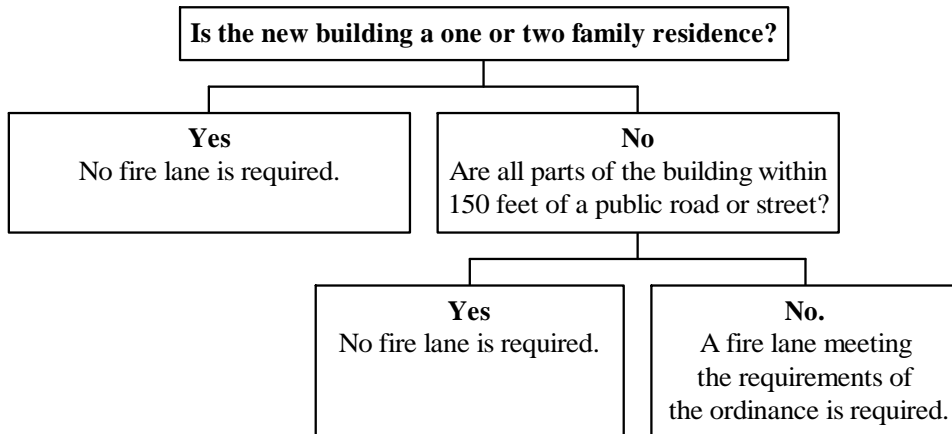 Is the new building a one or two family residence?
Yes
No fire lane is required.
No
Are all parts of the building within
150 feet of a public road or street?
Yes
No fire lane is required.
No.
A fire lane meeting
the requirements of
the ordinance is required.